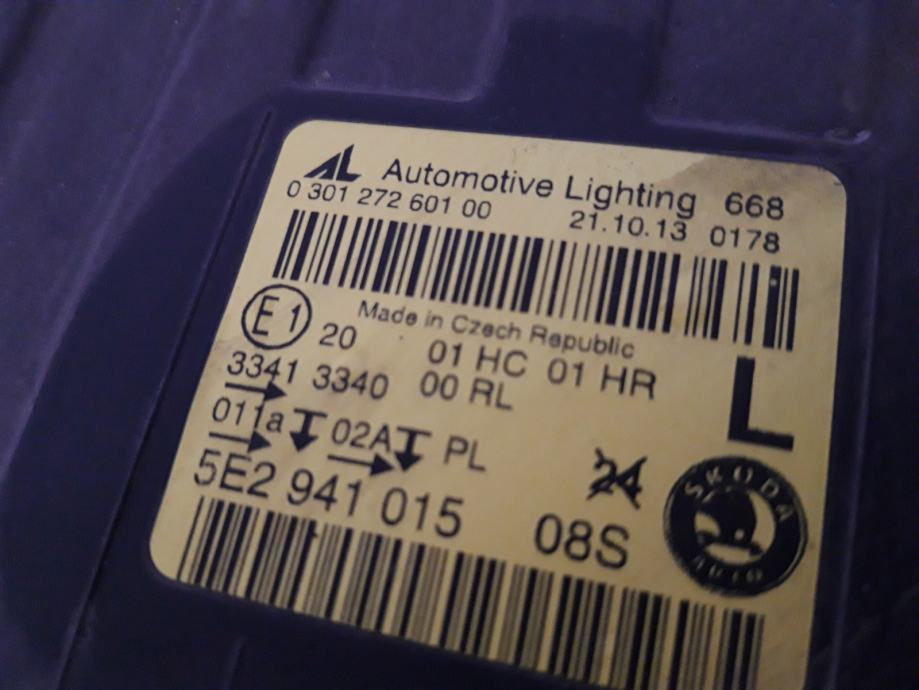 AL Automotive Lighting 668
0 301 272 601 00 21.10.13 0178
Made in Czech Republic
E1 20 01 HC 01 HR
3341 3340 00 RL
L
011a 02A PL
24
5E2 941 015 08S
SKODA AUTO